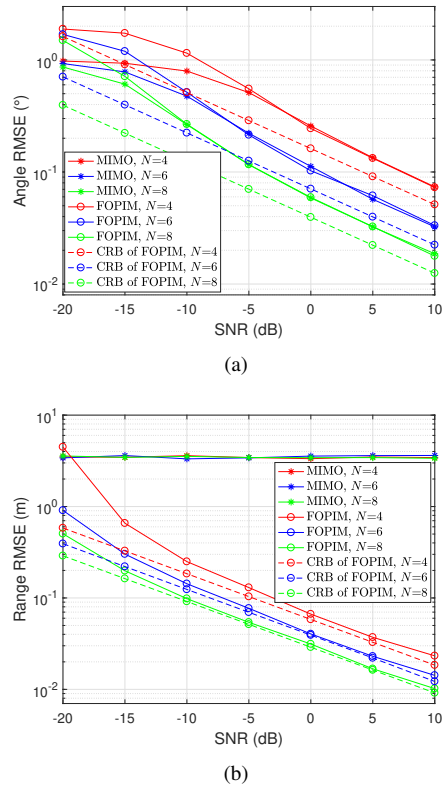 10^0
10^-1
10^-2
Angle RMSE (°)
MIMO, N=4
MIMO, N=6
MIMO, N=8
FOPIM, N=4
FOPIM, N=6
FOPIM, N=8
CRB of FOPIM, N=4
CRB of FOPIM, N=6
CRB of FOPIM, N=8
-20 -15 -10 -5 0 5 10
SNR (dB)
(a)
10^1
10^0
10^-1
10^-2
Range RMSE (m)
MIMO, N=4
MIMO, N=6
MIMO, N=8
FOPIM, N=4
FOPIM, N=6
FOPIM, N=8
CRB of FOPIM, N=4
CRB of FOPIM, N=6
CRB of FOPIM, N=8
-20 -15 -10 -5 0 5 10
SNR (dB)
(b)